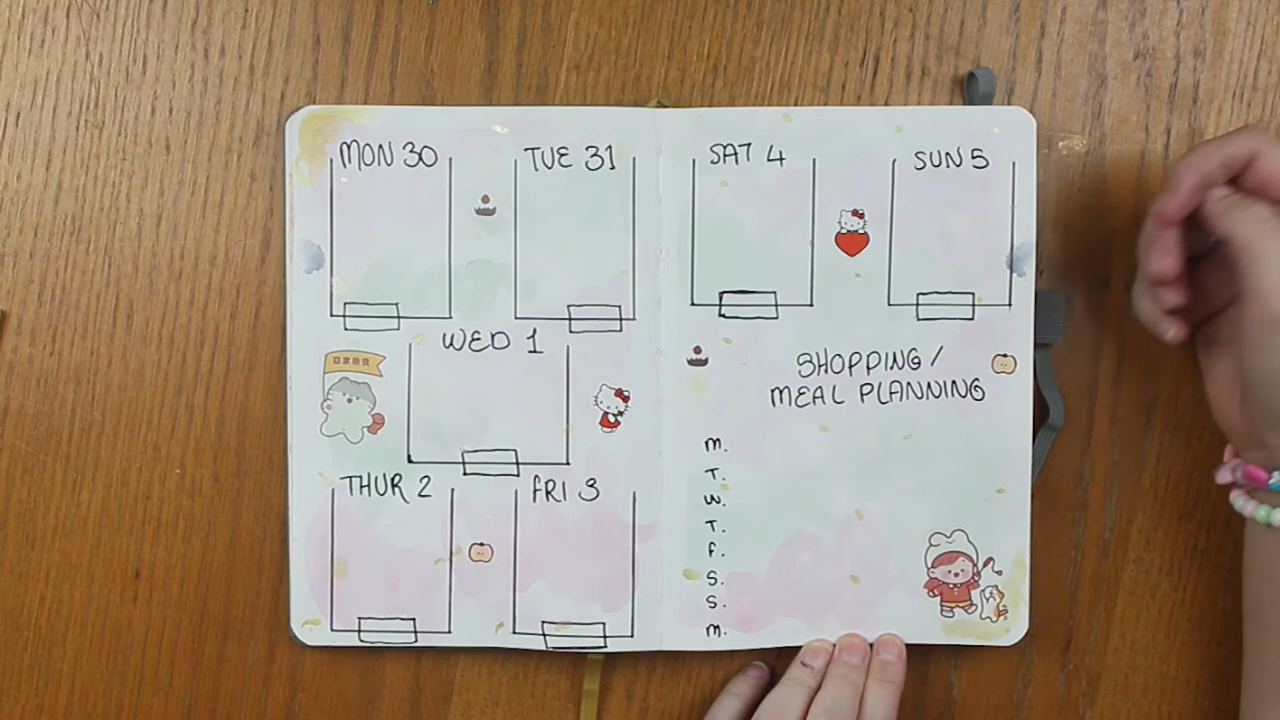 MON 30
TUE 31
WED 1
THUR 2
FRI 3
SAT 4
SUN 5
SHOPPING/
MEAL PLANNING
M.
T.
W.
T.
F.
S.
S.
M.